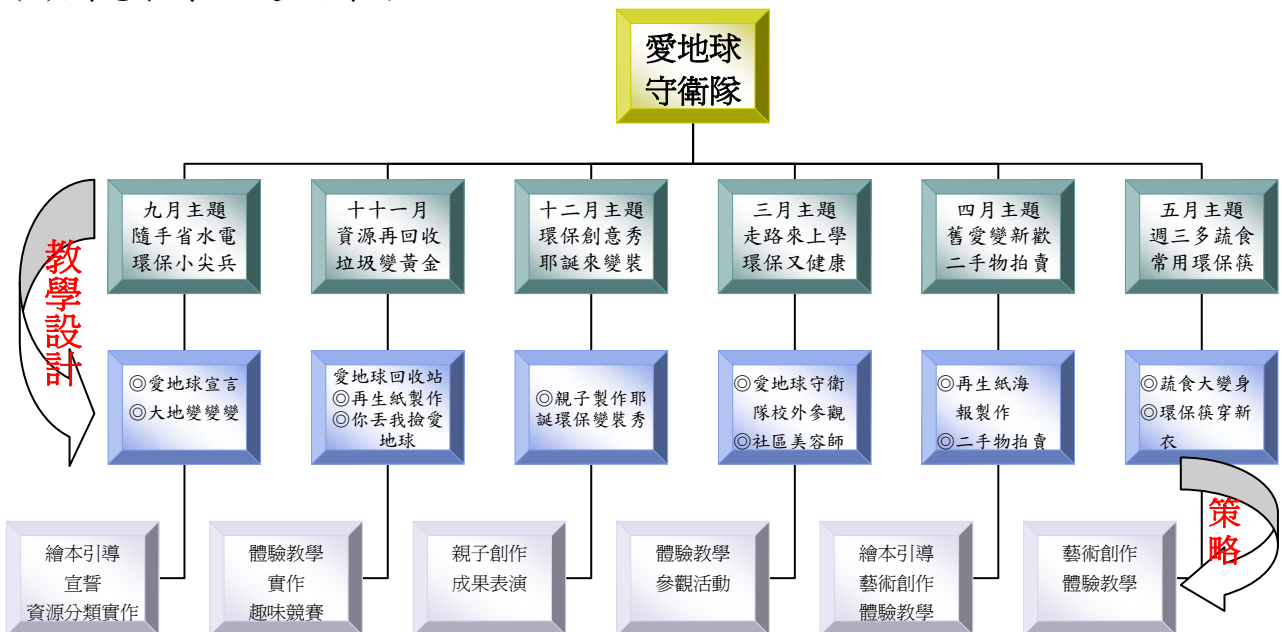 愛地球
守衛隊
九月主題
隨手省水電
環保小尖兵
十十一月
資源再回收
垃圾變黃金
十二月主題
環保創意秀
耶誕來變裝
三月主題
走路來上學
環保又健康
四月主題
舊愛變新歡
二手物拍賣
五月主題
週三多蔬食
常用環保筷
教學設計
◎愛地球宣言
◎大地變變變
愛地球回收站
◎再生紙製作
◎你丟我撿愛
地球
◎親子製作耶
誕環保變裝秀
◎愛地球守衛
隊校外參觀
◎社區美容師
◎再生紙海
報製作
◎二手物拍賣
◎蔬食大變身
◎環保筷穿新
衣
策略
繪本引導
宣誓
資源分類實作
體驗教學
實作
趣味競賽
親子創作
成果表演
體驗教學
參觀活動
繪本引導
藝術創作
體驗教學
藝術創作
體驗教學